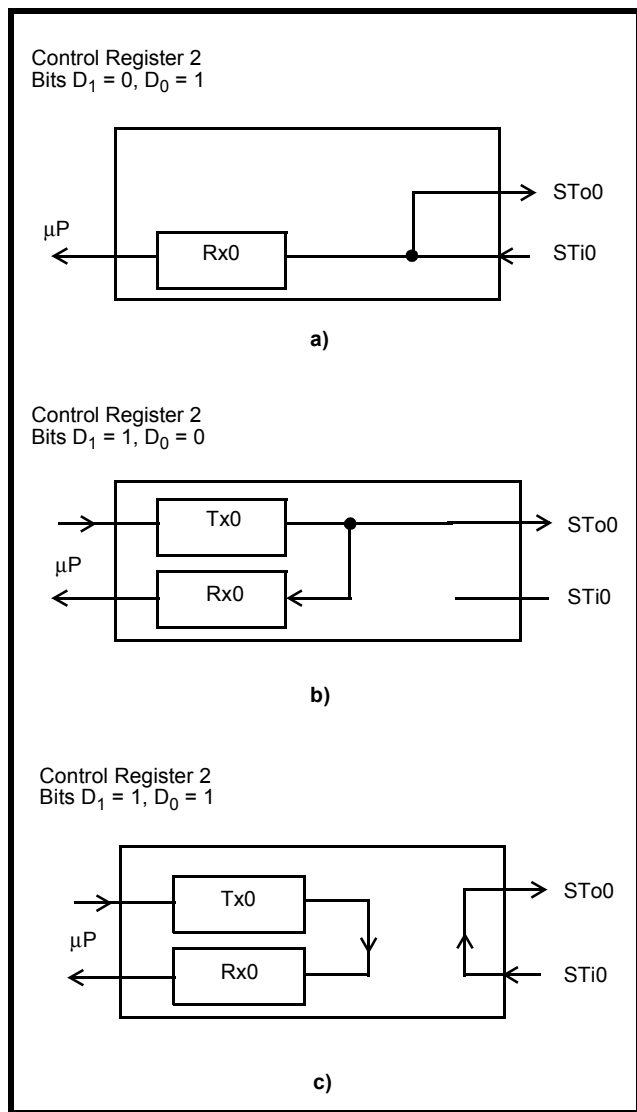 Control Register 2
Bits D₁ = 0, D₀ = 1
STo0
μP
Rx0
STi0
a)
Control Register 2
Bits D₁ = 1, D₀ = 0
Tx0
STo0
μP
Rx0
STi0
b)
Control Register 2
Bits D₁ = 1, D₀ = 1
Tx0
STo0
μP
Rx0
STi0
c)